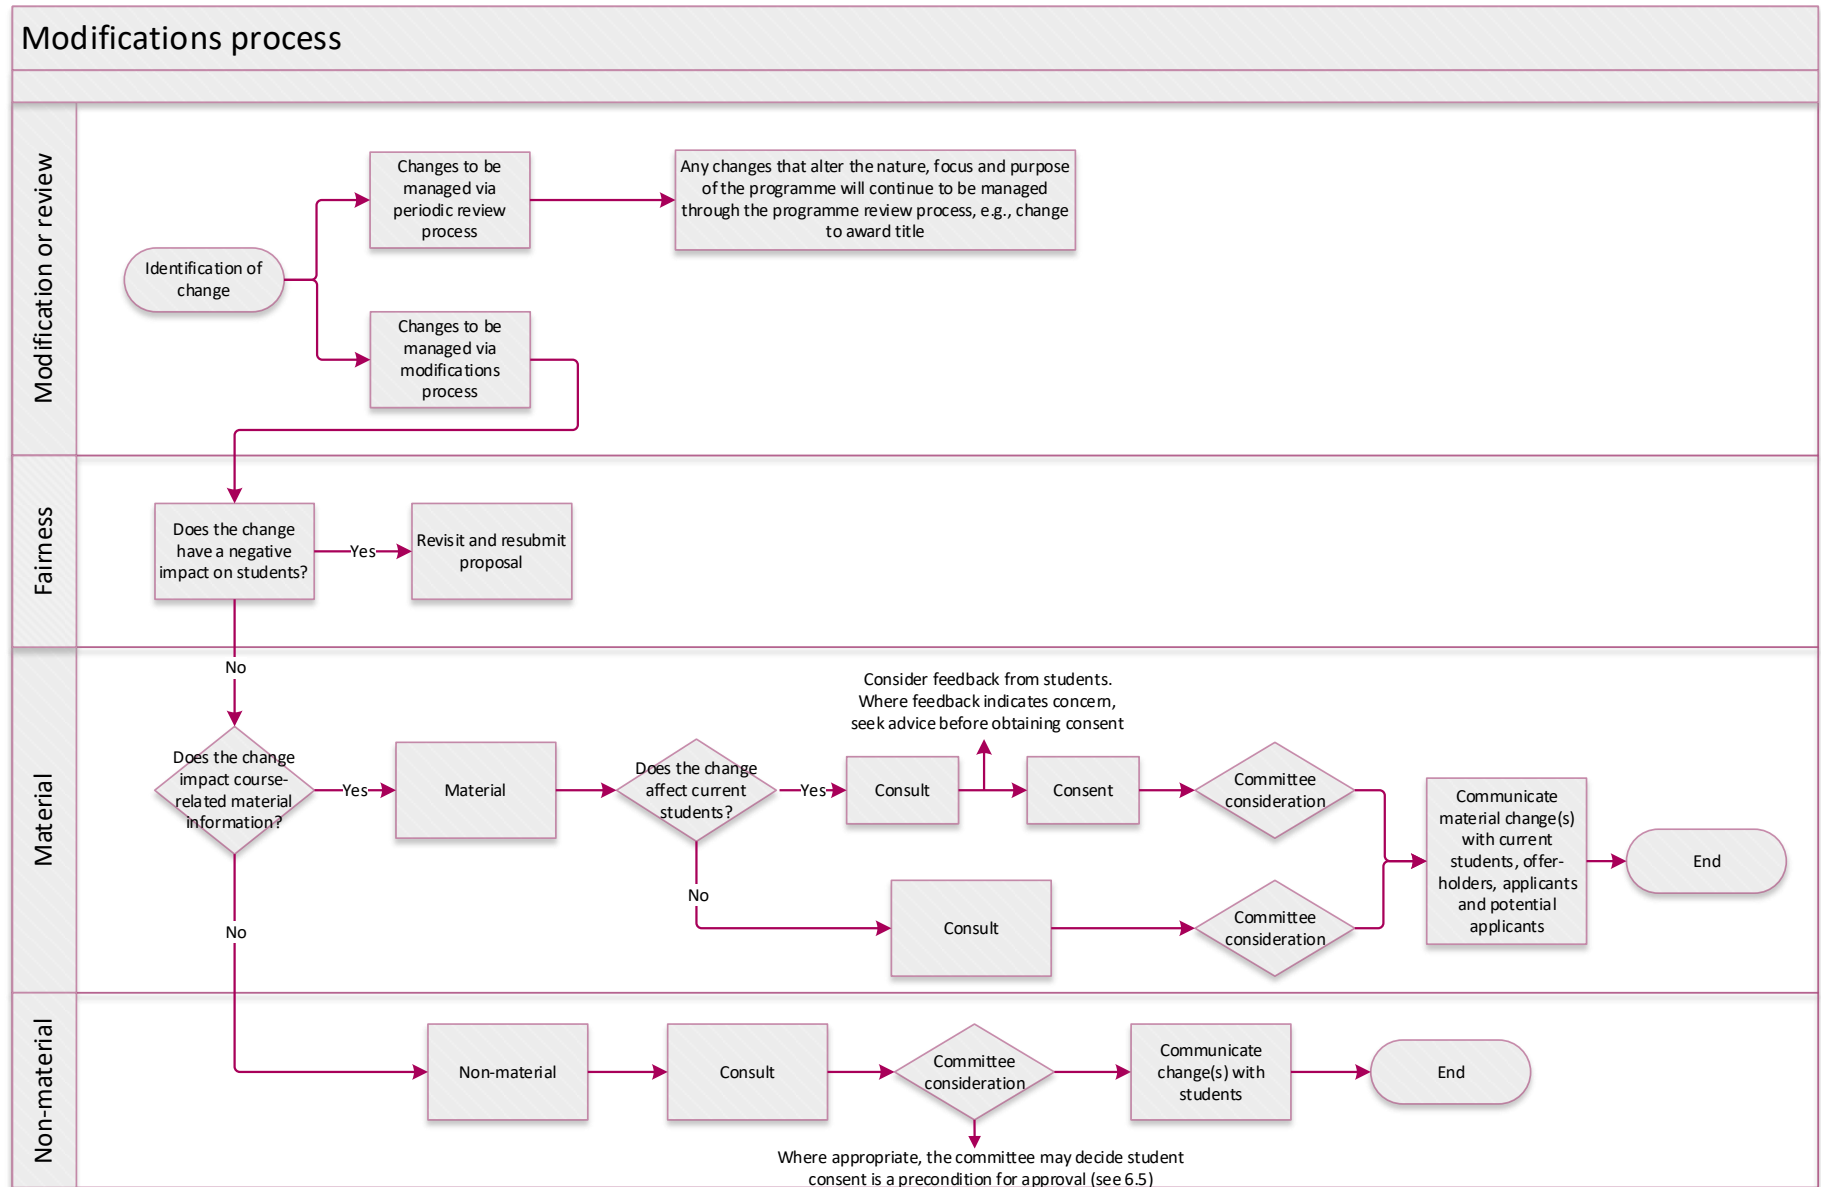 Modifications process
Modification or review
Changes to be
managed via
periodic review
process
Any changes that alter the nature, focus and purpose
of the programme will continue to be managed
through the programme review process, e.g., change
to award title
Identification of
change
Changes to be
managed via
modifications
process
Fairness
Does the change
have a negative
impact on students?
Yes
Revisit and resubmit
proposal
No
Material
Does the change
impact course-
related material
information?
Yes
Material
Does the change
affect current
students?
Yes
Consult
Consider feedback from students.
Where feedback indicates concern,
seek advice before obtaining consent
Consent
Committee
consideration
No
Consult
Committee
consideration
Communicate
material change(s)
with current
students, offer-
holders, applicants
and potential
applicants
End
No
Non-material
Non-material
Consult
Committee
consideration
Communicate
change(s) with
students
End
Where appropriate, the committee may decide student
consent is a precondition for approval (see 6.5)